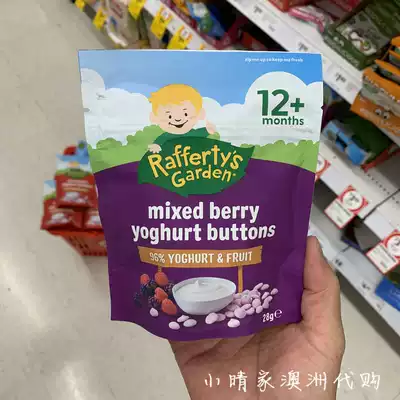 12+
months
Rafferty's
Garden
mixed berry
yoghurt buttons
96% YOGHURT & FRUIT
28g℮
小晴家澳洲代购